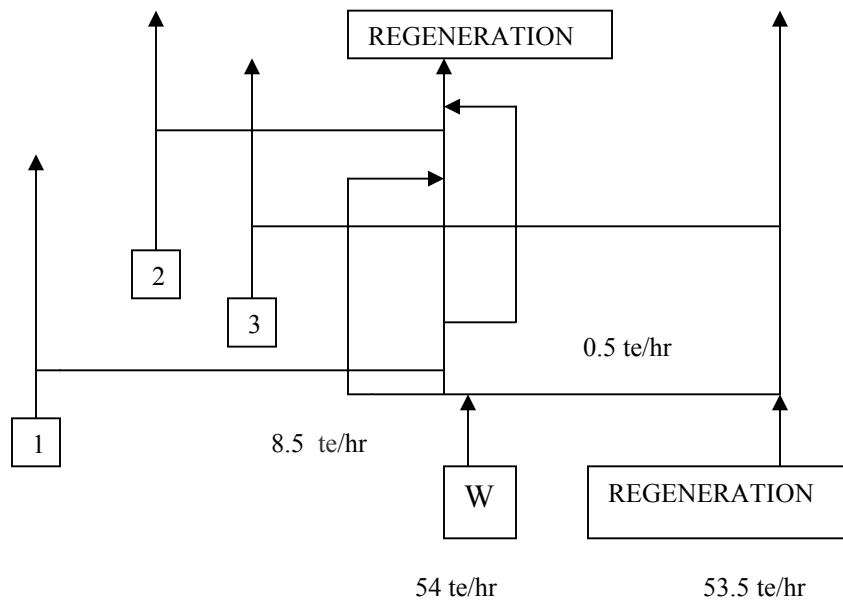 REGENERATION
2
3
0.5 te/hr
1
8.5 te/hr
W
REGENERATION
54 te/hr
53.5 te/hr